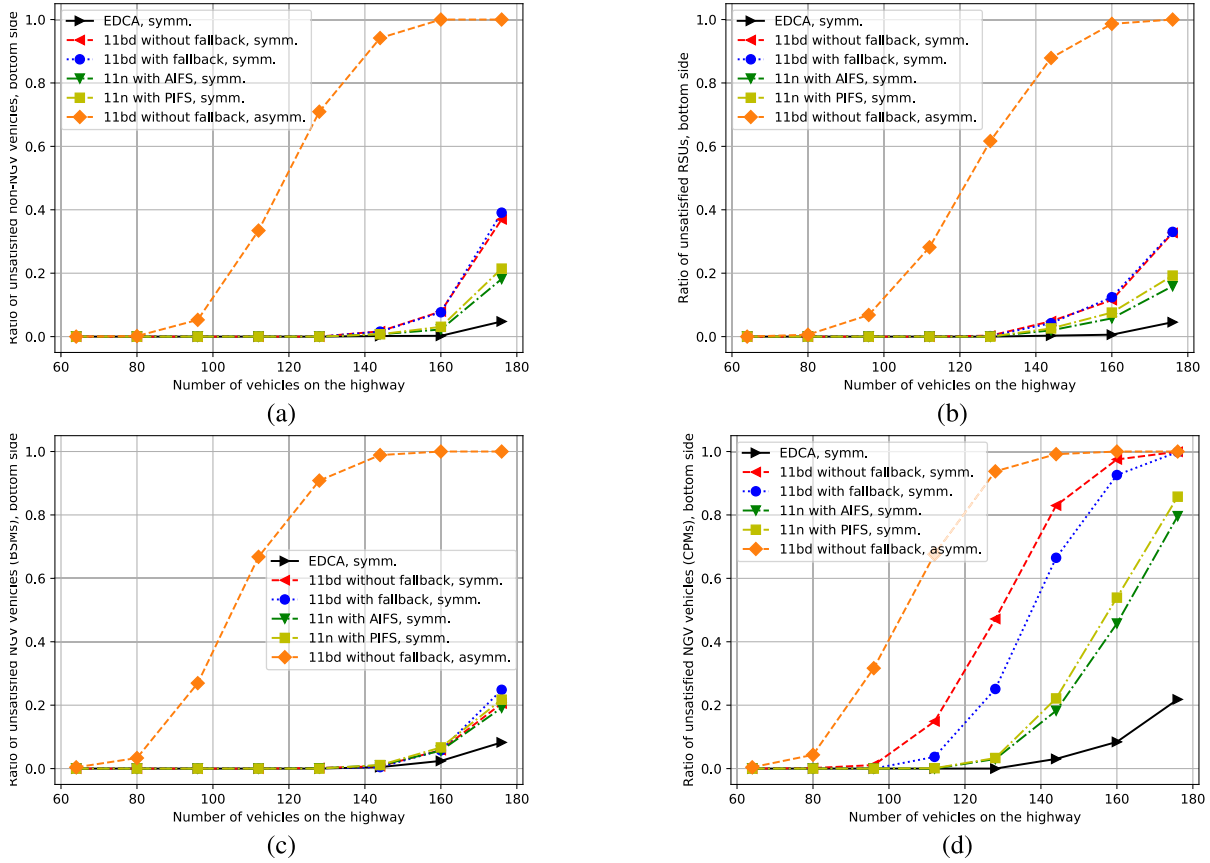 Ratio of unsatisfied non-NGV vehicles, bottom side
1.0
0.8
0.6
0.4
0.2
0.0
EDCA, symm.
11bd without fallback, symm.
11bd with fallback, symm.
11n with AIFS, symm.
11n with PIFS, symm.
11bd without fallback, asymm.
60 80 100 120 140 160 180
Number of vehicles on the highway
(a)
Ratio of unsatisfied RSUs, bottom side
1.0
0.8
0.6
0.4
0.2
0.0
EDCA, symm.
11bd without fallback, symm.
11bd with fallback, symm.
11n with AIFS, symm.
11n with PIFS, symm.
11bd without fallback, asymm.
60 80 100 120 140 160 180
Number of vehicles on the highway
(b)
Ratio of unsatisfied NGV vehicles (BSMs), bottom side
1.0
0.8
0.6
0.4
0.2
0.0
EDCA, symm.
11bd without fallback, symm.
11bd with fallback, symm.
11n with AIFS, symm.
11n with PIFS, symm.
11bd without fallback, asymm.
60 80 100 120 140 160 180
Number of vehicles on the highway
(c)
Ratio of unsatisfied NGV vehicles (CPMs), bottom side
1.0
0.8
0.6
0.4
0.2
0.0
EDCA, symm.
11bd without fallback, symm.
11bd with fallback, symm.
11n with AIFS, symm.
11n with PIFS, symm.
11bd without fallback, asymm.
60 80 100 120 140 160 180
Number of vehicles on the highway
(d)